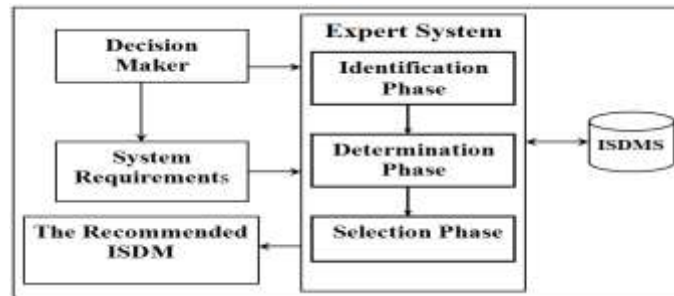 Decision
Maker
System
Requirements
The Recommended
ISDM
Expert System
Identification
Phase
Determination
Phase
Selection Phase
ISDMS